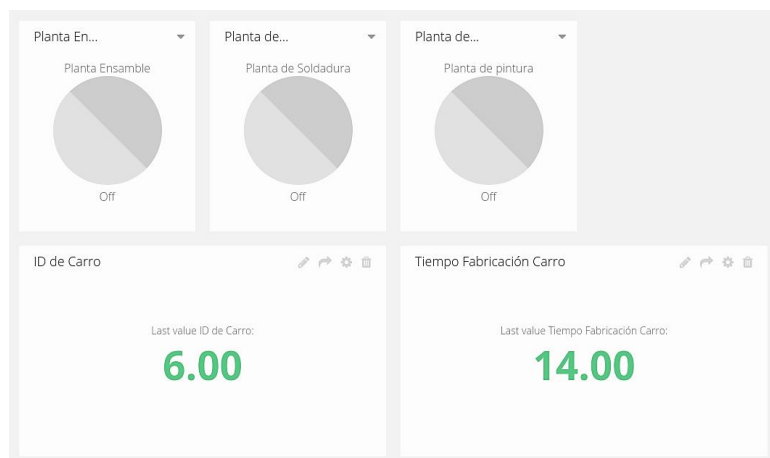 Planta En...
Planta de...
Planta de...
Planta Ensamble
Planta de Soldadura
Planta de pintura
Off
Off
Off
ID de Carro
Tiempo Fabricación Carro
Last value ID de Carro:
6.00
Last value Tiempo Fabricación Carro:
14.00